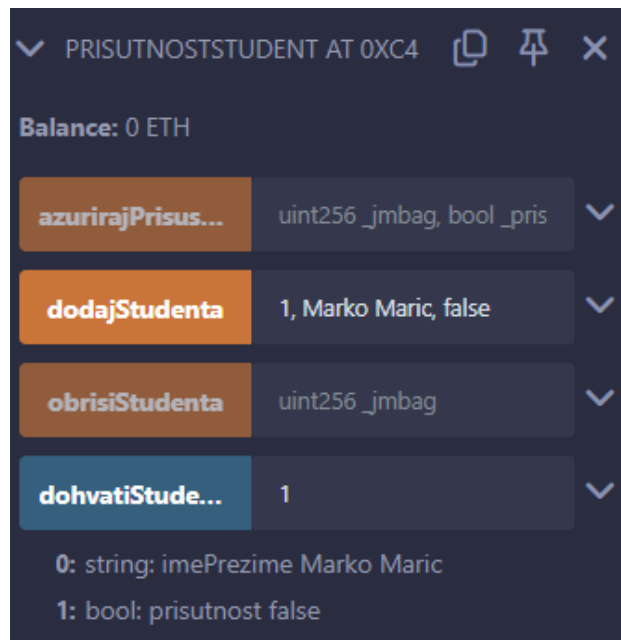 PRISUTNOSTSTUDENT AT 0XC4
Balance: 0 ETH
azurirajPrisus... uint256 _jmbag, bool _pris
dodajStudenta 1, Marko Maric, false
obrisiStudenta uint256 _jmbag
dohvatiStude... 1
0: string: imePrezime Marko Maric
1: bool: prisutnost false